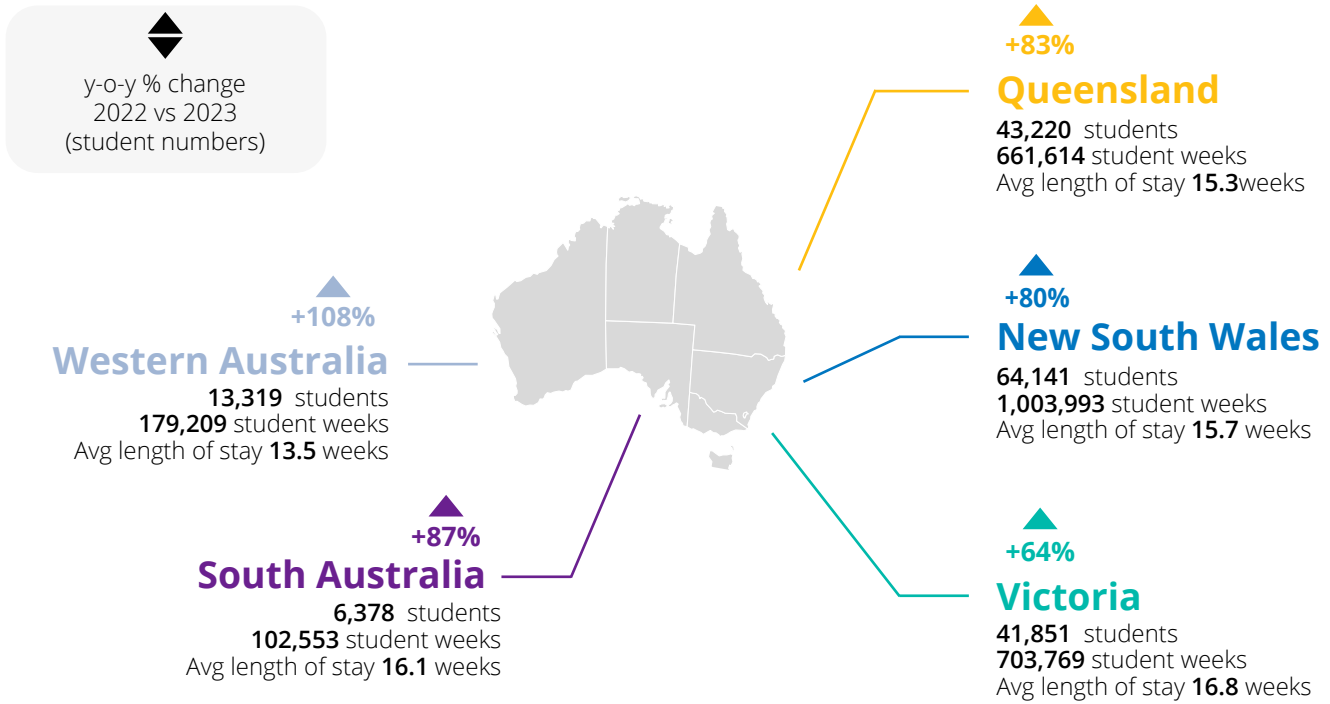 y-o-y % change
2022 vs 2023
(student numbers)
+83%
Queensland
43,220 students
661,614 student weeks
Avg length of stay 15.3weeks
+80%
New South Wales
64,141 students
1,003,993 student weeks
Avg length of stay 15.7 weeks
+108%
Western Australia
13,319 students
179,209 student weeks
Avg length of stay 13.5 weeks
+87%
South Australia
6,378 students
102,553 student weeks
Avg length of stay 16.1 weeks
+64%
Victoria
41,851 students
703,769 student weeks
Avg length of stay 16.8 weeks